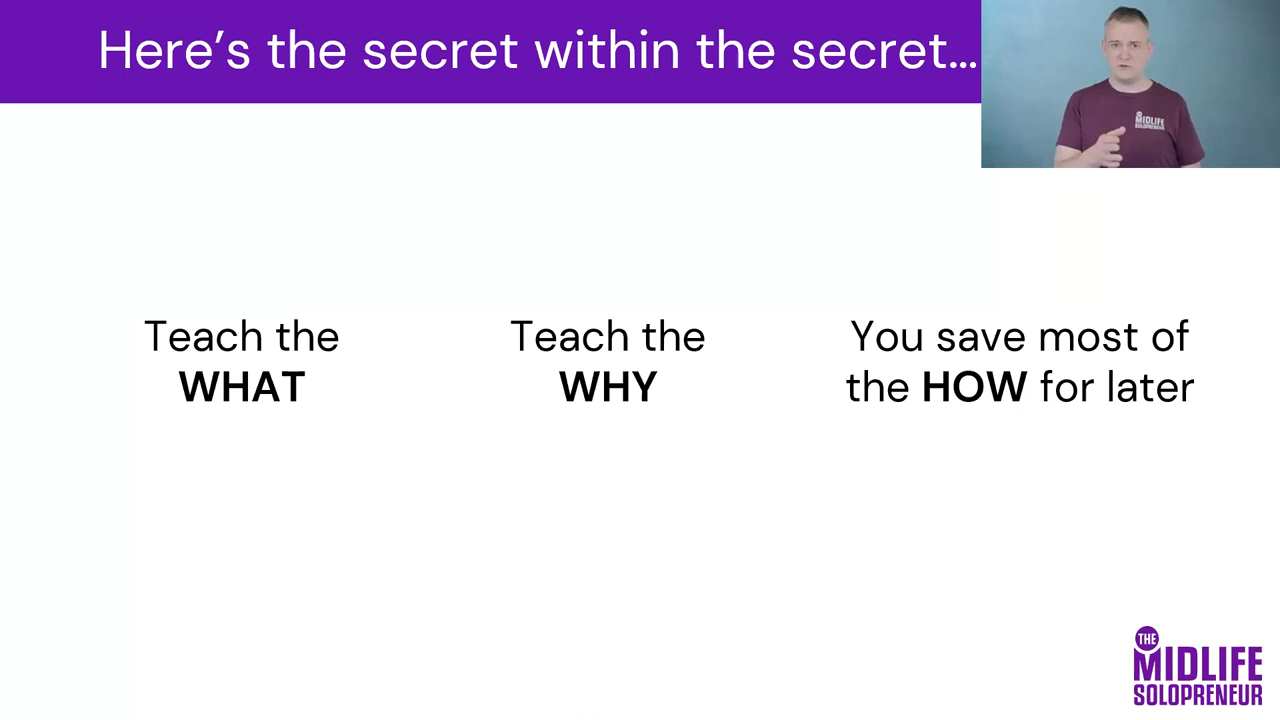 Here’s the secret within the secret...
MIDLIFE
SOLOPRENEUR
Teach the
WHAT
Teach the
WHY
You save most of
the HOW for later
THE
MIDLIFE
SOLOPRENEUR